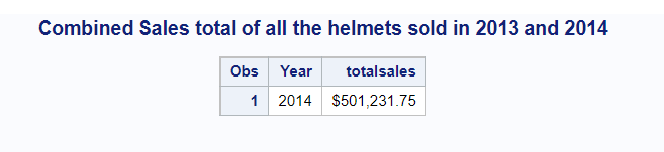 Combined Sales total of all the helmets sold in 2013 and 2014
Obs Year totalsales
1 2014 $501,231.75